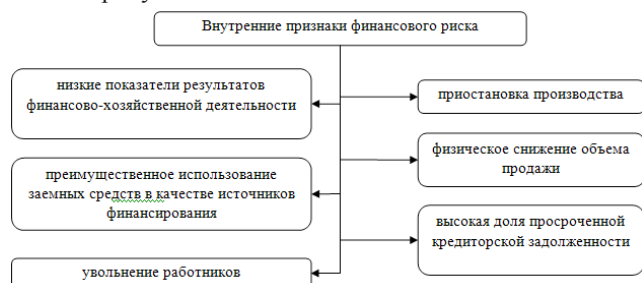 Внутренние признаки финансового риска
низкие показатели результатов
финансово-хозяйственной деятельности
приостановка производства
физическое снижение объема
продажи
преимущественное использование
заемных средств в качестве источников
финансирования
высокая доля просроченной
кредиторской задолженности
увольнение работников